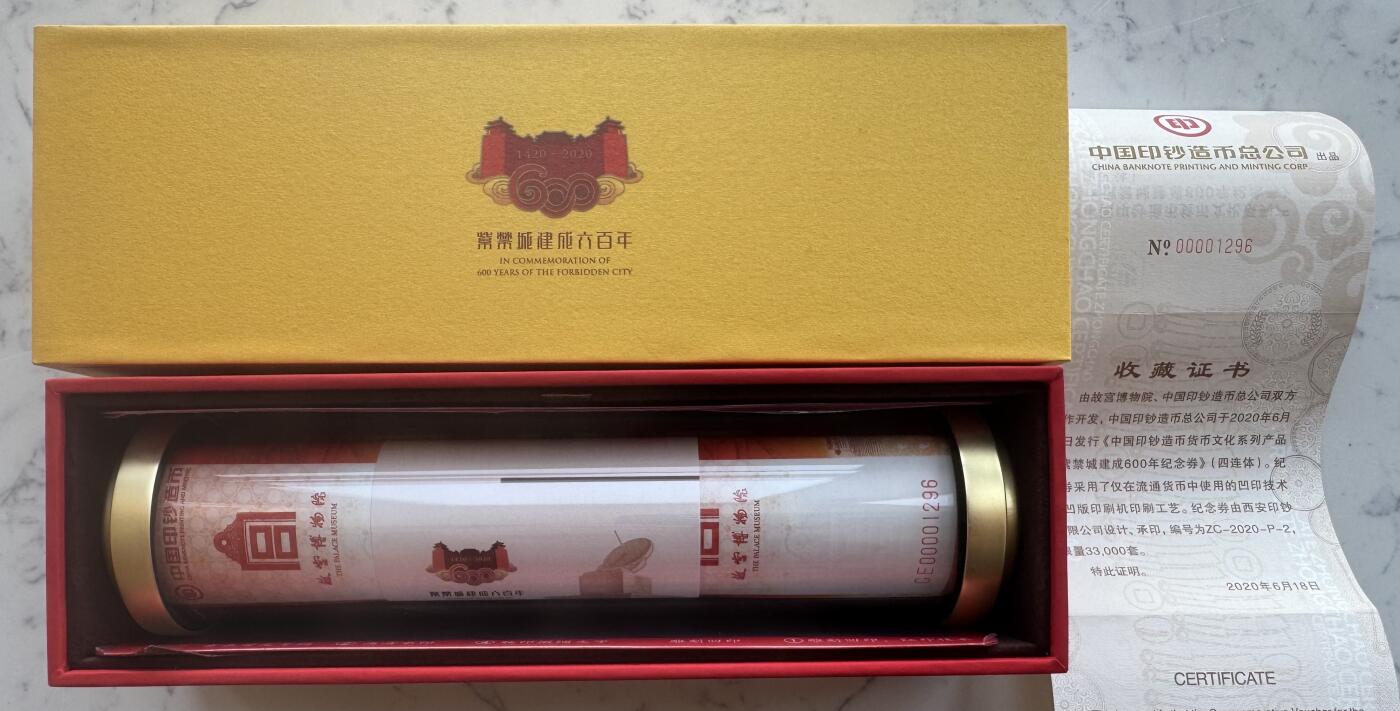 1420-2020
600
紫禁城建成六百年
IN COMMEMORATION OF
600 YEARS OF THE FORBIDDEN CITY
中国印钞造币总公司 出品
CHINA BANKNOTE PRINTING AND MINTING CORP.
Nº 00001296
收藏证书
由故宫博物院、中国印钞造币总公司双方
作开发，中国印钞造币总公司于2020年6月
日发行《中国印钞造币货币文化系列产品
紫禁城建成600年纪念券》(四连体)。纪
券采用了仅在流通货币中使用的凹印技术
凹版印刷机印刷工艺。纪念券由西安印钞
限公司设计、承印，编号为ZC-2020-P-2，
限量33,000套。
特此证明。
2020年6月18日
CERTIFICATE
中国印钞造币
故宫博物院
THE PALACE MUSEUM
紫禁城建成六百年
故宫博物院
THE PALACE MUSEUM
CE00001296